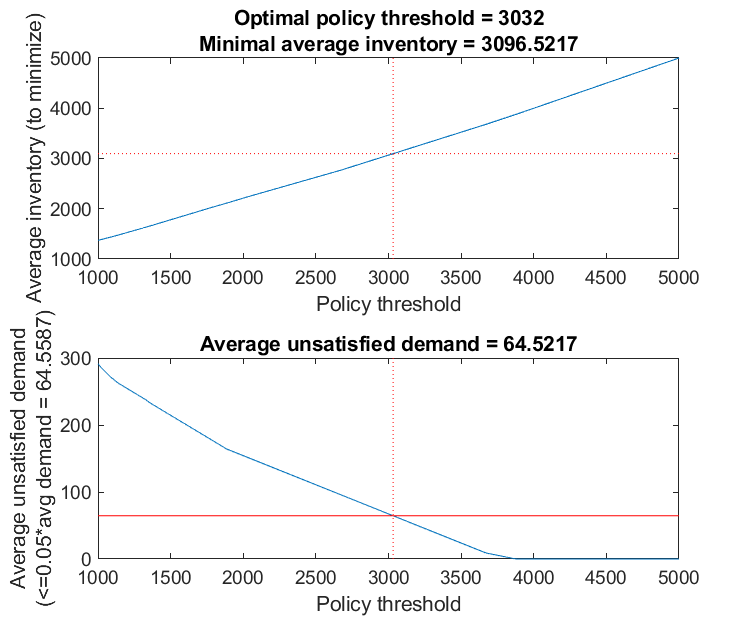 Optimal policy threshold = 3032
Minimal average inventory = 3096.5217
Average inventory (to minimize)
5000
4000
3000
2000
1000
1000 1500 2000 2500 3000 3500 4000 4500 5000
Policy threshold
Average unsatisfied demand = 64.5217
Average unsatisfied demand
(<=0.05*avg demand = 64.5587)
300
200
100
0
1000 1500 2000 2500 3000 3500 4000 4500 5000
Policy threshold